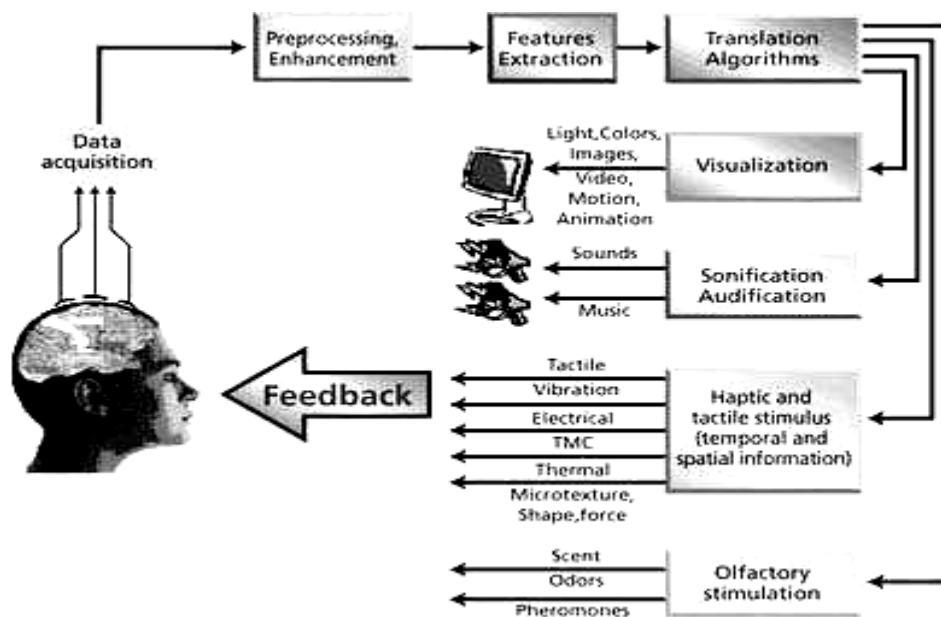 Preprocessing,
Enhancement
Features
Extraction
Translation
Algorithms
Data
acquisition
Light,Colors,
Images,
Video,
Motion,
Animation
Visualization
Sounds
Music
Sonification
Audification
Feedback
Tactile
Vibration
Electrical
TMC
Thermal
Microtexture,
Shape,force
Haptic and
tactile stimulus
(temporal and
spatial information)
Scent
Odors
Pheromones
Olfactory
stimulation